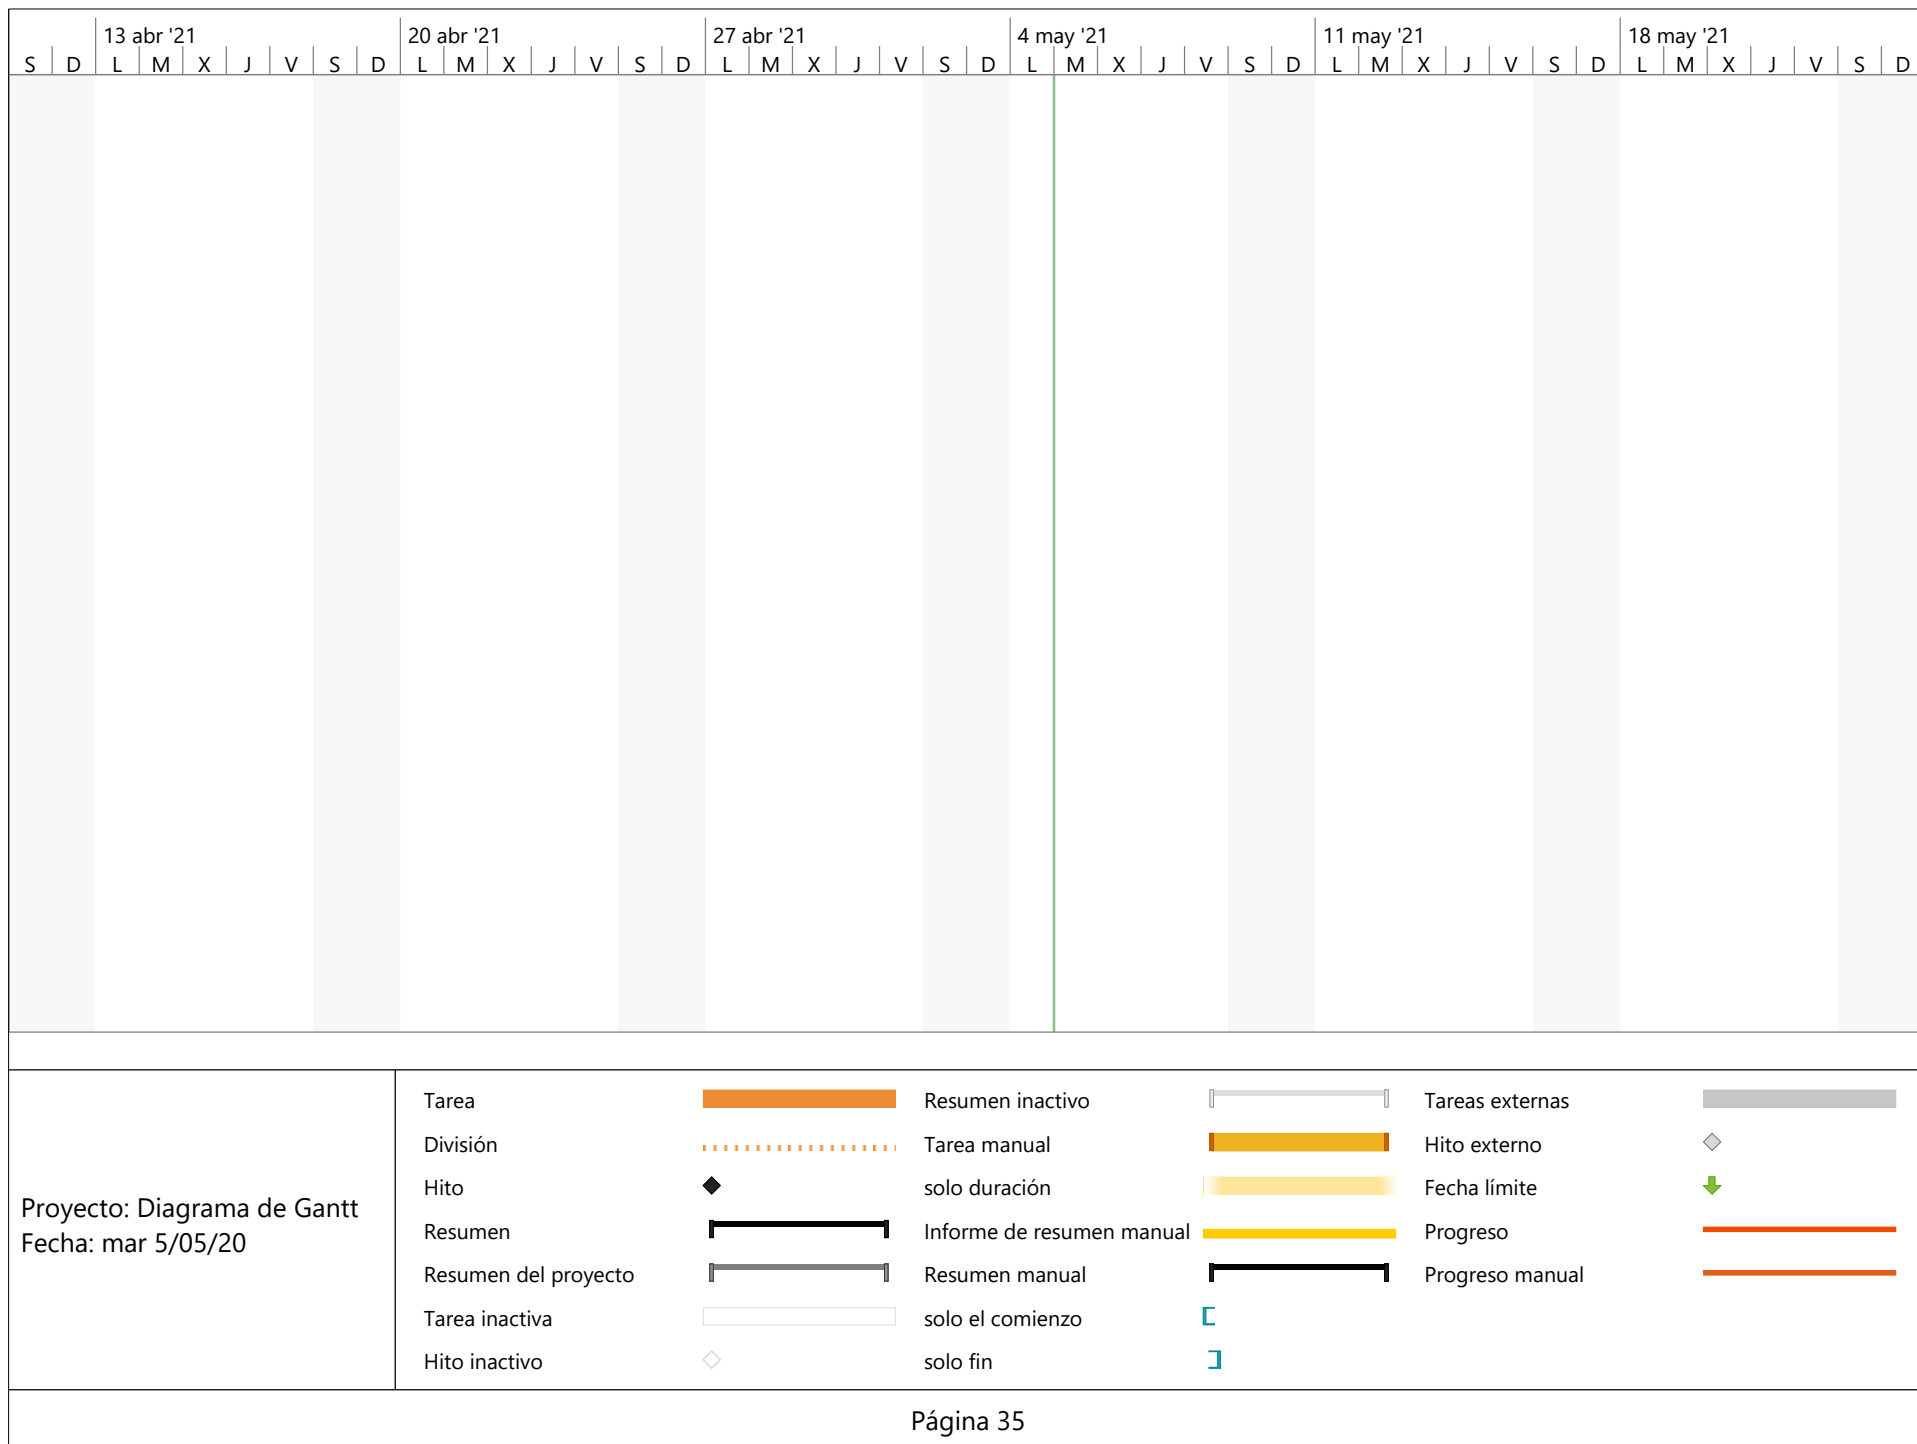 13 abr '21 20 abr '21 27 abr '21 4 may '21 11 may '21 18 may '21
S D L M X J V S D L M X J V S D L M X J V S D L M X J V S D L M X J V S D L M X J V S D
Proyecto: Diagrama de Gantt
Fecha: mar 5/05/20
Tarea
División
Hito
Resumen
Resumen del proyecto
Tarea inactiva
Hito inactivo
Resumen inactivo
Tarea manual
solo duración
Informe de resumen manual
Resumen manual
solo el comienzo
solo fin
Tareas externas
Hito externo
Fecha límite
Progreso
Progreso manual
Página 35